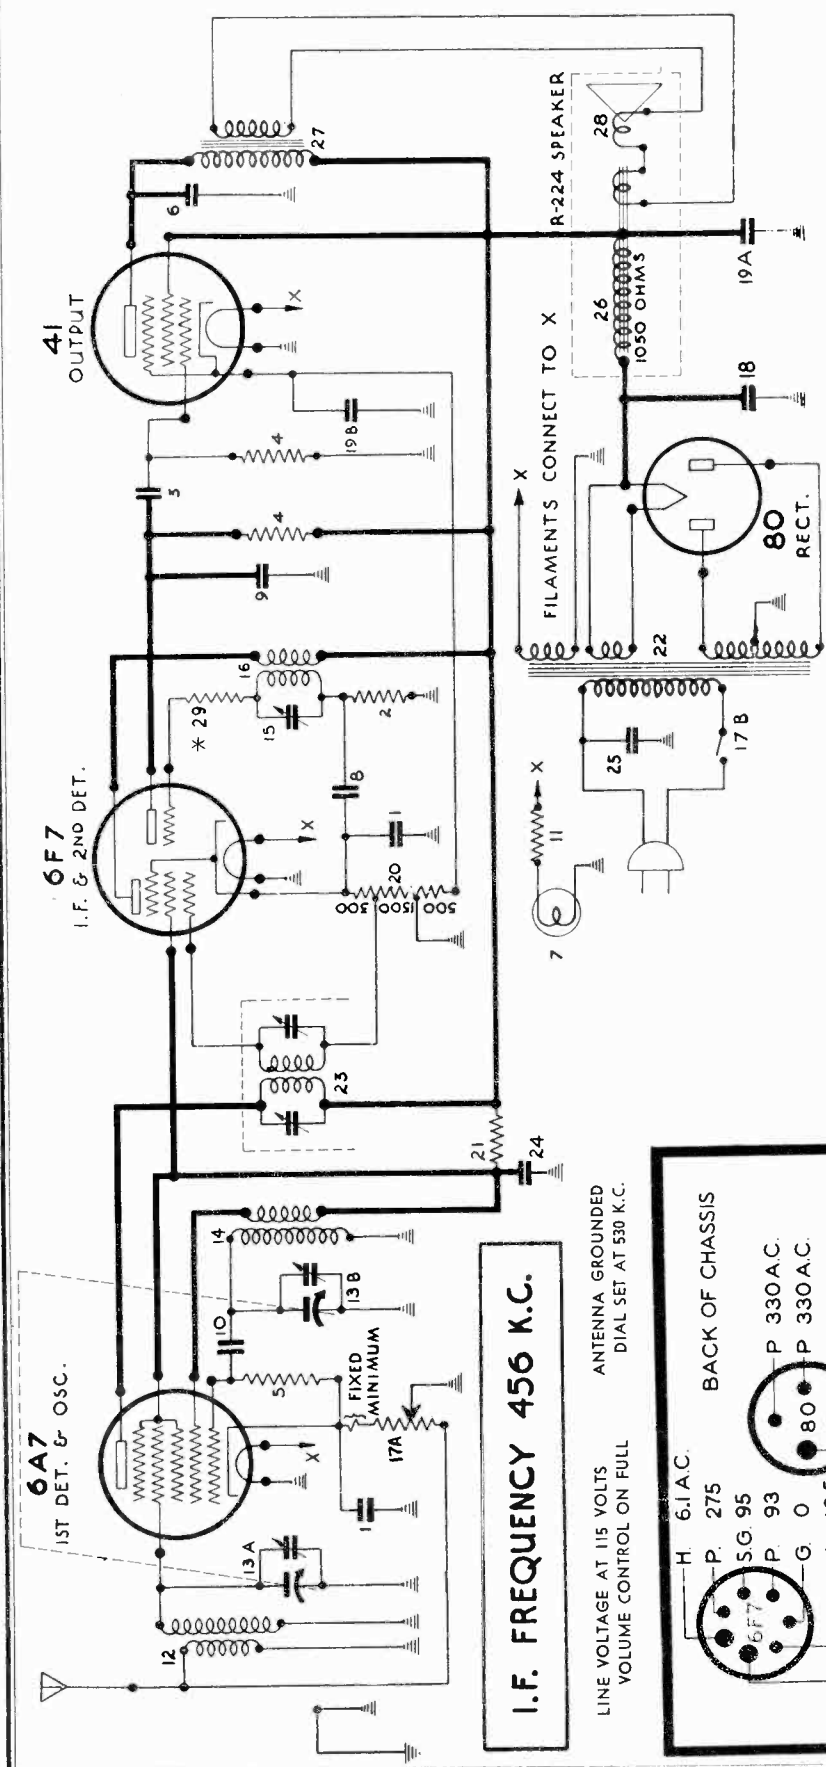 6A7
1ST DET. & OSC.
6F7
I.F. & 2ND DET.
41
OUTPUT
12
13A
1
X
5
10
FIXED
MINIMUM
17A
13B
14
24
21
23
300
1500
500
20
1
8
X
2
15
16
* 29
9
4
3
4
19B
X
6
27
R-224 SPEAKER
28
26
1050 OHMS
19A
18
FILAMENTS CONNECT TO X
X
80
RECT.
22
25
17B
7
11
X
I.F. FREQUENCY 456 K.C.
LINE VOLTAGE AT 115 VOLTS
VOLUME CONTROL ON FULL
ANTENNA GROUNDED
DIAL SET AT 530 K.C.
BACK OF CHASSIS
H. 6.1 A.C.
P. 275
S.G. 95
P. 93
G. 0
6F7
P 330 A.C.
P 330 A.C.
80